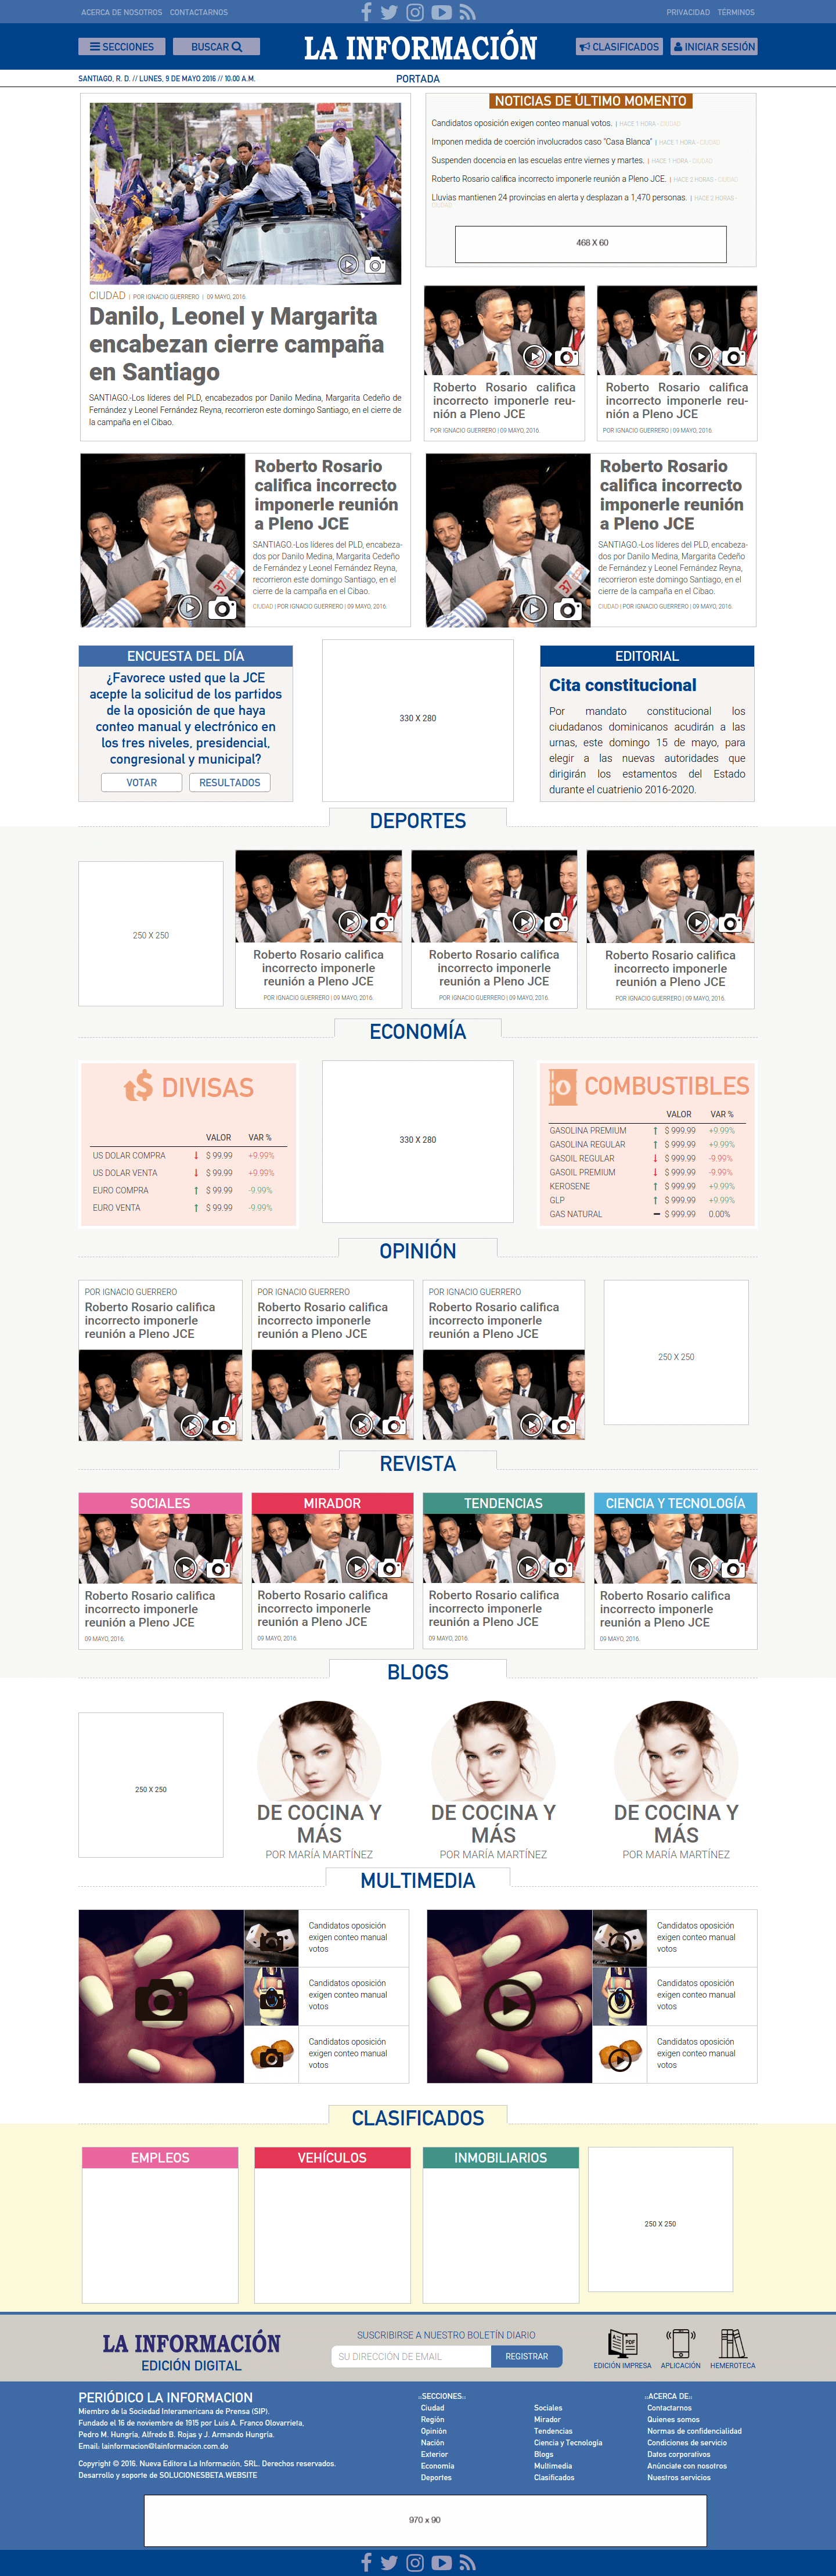 ACERCA DE NOSOTROS CONTACTARNOS
PRIVACIDAD TÉRMINOS
SECCIONES
BUSCAR
LA INFORMACIÓN
CLASIFICADOS
INICIAR SESIÓN
SANTIAGO, R. D. // LUNES, 9 DE MAYO 2016 // 10:00 A.M.
PORTADA
CIUDAD | POR IGNACIO GUERRERO | 09 MAYO, 2016.
Danilo, Leonel y Margarita
encabezan cierre campaña
en Santiago
SANTIAGO.-Los líderes del PLD, encabezados por Danilo Medina, Margarita Cedeño de
Fernández y Leonel Fernández Reyna, recorrieron este domingo Santiago, en el cierre de
la campaña en el Cibao.
NOTICIAS DE ÚLTIMO MOMENTO
Candidatos oposición exigen conteo manual votos. | HACE 1 HORA - CIUDAD
Imponen medida de coerción involucrados caso "Casa Blanca" | HACE 1 HORA - CIUDAD
Suspenden docencia en las escuelas entre viernes y martes. | HACE 1 HORA - CIUDAD
Roberto Rosario califica incorrecto imponerle reunión a Pleno JCE. | HACE 2 HORAS - CIUDAD
Lluvias mantienen 24 provincias en alerta y desplazan a 1,470 personas. | HACE 2 HORAS -
CIUDAD
468 X 60
Roberto Rosario califica
incorrecto imponerle reu-
nión a Pleno JCE
POR IGNACIO GUERRERO | 09 MAYO, 2016.
Roberto Rosario califica
incorrecto imponerle reu-
nión a Pleno JCE
POR IGNACIO GUERRERO | 09 MAYO, 2016.
37
Roberto Rosario
califica incorrecto
imponerle reunión
a Pleno JCE
SANTIAGO.-Los líderes del PLD, encabeza-
dos por Danilo Medina, Margarita Cedeño
de Fernández y Leonel Fernández Reyna,
recorrieron este domingo Santiago, en el
cierre de la campaña en el Cibao.
CIUDAD | POR IGNACIO GUERRERO | 09 MAYO, 2016.
37
Roberto Rosario
califica incorrecto
imponerle reunión
a Pleno JCE
SANTIAGO.-Los líderes del PLD, encabeza-
dos por Danilo Medina, Margarita Cedeño
de Fernández y Leonel Fernández Reyna,
recorrieron este domingo Santiago, en el
cierre de la campaña en el Cibao.
CIUDAD | POR IGNACIO GUERRERO | 09 MAYO, 2016.
ENCUESTA DEL DÍA
¿Favorece usted que la JCE
acepte la solicitud de los partidos
de la oposición de que haya
conteo manual y electrónico en
los tres niveles, presidencial,
congresional y municipal?
VOTAR
RESULTADOS
330 X 280
EDITORIAL
Cita constitucional
Por mandato constitucional los
ciudadanos dominicanos acudirán a las
urnas, este domingo 15 de mayo, para
elegir a las nuevas autoridades que
dirigirán los estamentos del Estado
durante el cuatrienio 2016-2020.
DEPORTES
250 X 250
Roberto Rosario califica
incorrecto imponerle
reunión a Pleno JCE
POR IGNACIO GUERRERO | 09 MAYO, 2016.
Roberto Rosario califica
incorrecto imponerle
reunión a Pleno JCE
POR IGNACIO GUERRERO | 09 MAYO, 2016.
Roberto Rosario califica
incorrecto imponerle
reunión a Pleno JCE
POR IGNACIO GUERRERO | 09 MAYO, 2016.
ECONOMÍA
$ DIVISAS
VALOR VAR %
US DOLAR COMPRA $ 99.99 +9.99%
US DOLAR VENTA $ 99.99 +9.99%
EURO COMPRA $ 99.99 -9.99%
EURO VENTA $ 99.99 -9.99%
330 X 280
COMBUSTIBLES
VALOR VAR %
GASOLINA PREMIUM $ 999.99 +9.99%
GASOLINA REGULAR $ 999.99 +9.99%
GASOIL REGULAR $ 999.99 -9.99%
GASOIL PREMIUM $ 999.99 -9.99%
KEROSENE $ 999.99 +9.99%
GLP $ 999.99 +9.99%
GAS NATURAL $ 999.99 0.00%
OPINIÓN
POR IGNACIO GUERRERO
Roberto Rosario califica
incorrecto imponerle
reunión a Pleno JCE
POR IGNACIO GUERRERO
Roberto Rosario califica
incorrecto imponerle
reunión a Pleno JCE
POR IGNACIO GUERRERO
Roberto Rosario califica
incorrecto imponerle
reunión a Pleno JCE
250 X 250
REVISTA
SOCIALES
Roberto Rosario califica
incorrecto imponerle
reunión a Pleno JCE
09 MAYO, 2016.
MIRADOR
Roberto Rosario califica
incorrecto imponerle
reunión a Pleno JCE
09 MAYO, 2016.
TENDENCIAS
Roberto Rosario califica
incorrecto imponerle
reunión a Pleno JCE
09 MAYO, 2016.
CIENCIA Y TECNOLOGÍA
Roberto Rosario califica
incorrecto imponerle
reunión a Pleno JCE
09 MAYO, 2016.
BLOGS
250 X 250
DE COCINA Y
MÁS
POR MARÍA MARTÍNEZ
DE COCINA Y
MÁS
POR MARÍA MARTÍNEZ
DE COCINA Y
MÁS
POR MARÍA MARTÍNEZ
MULTIMEDIA
Candidatos oposición
exigen conteo manual
votos
Candidatos oposición
exigen conteo manual
votos
Candidatos oposición
exigen conteo manual
votos
Candidatos oposición
exigen conteo manual
votos
Candidatos oposición
exigen conteo manual
votos
Candidatos oposición
exigen conteo manual
votos
CLASIFICADOS
EMPLEOS
VEHÍCULOS
INMOBILIARIOS
250 X 250
LA INFORMACIÓN
EDICIÓN DIGITAL
SUSCRIBIRSE A NUESTRO BOLETÍN DIARIO
SU DIRECCIÓN DE EMAIL
REGISTRAR
PDF
EDICIÓN IMPRESA
APLICACIÓN
HEMEROTECA
PERIÓDICO LA INFORMACION
Miembro de la Sociedad Interamericana de Prensa (SIP).
Fundado el 16 de noviembre de 1915 por Luis A. Franco Olovarrieta,
Pedro M. Hungría, Alfredo B. Rojas y J. Armando Hungría.
Email: lainformacion@lainformacion.com.do
Copyright © 2016. Nueva Editora La Información, SRL. Derechos reservados.
Desarrollo y soporte de SOLUCIONESBETA.WEBSITE
::SECCIONES::
Ciudad
Región
Opinión
Nación
Exterior
Economía
Deportes
Sociales
Mirador
Tendencias
Ciencia y Tecnología
Blogs
Multimedia
Clasificados
::ACERCA DE::
Contactarnos
Quienes somos
Normas de confidencialidad
Condiciones de servicio
Datos corporativos
Anúnciate con nosotros
Nuestros servicios
970 x 90